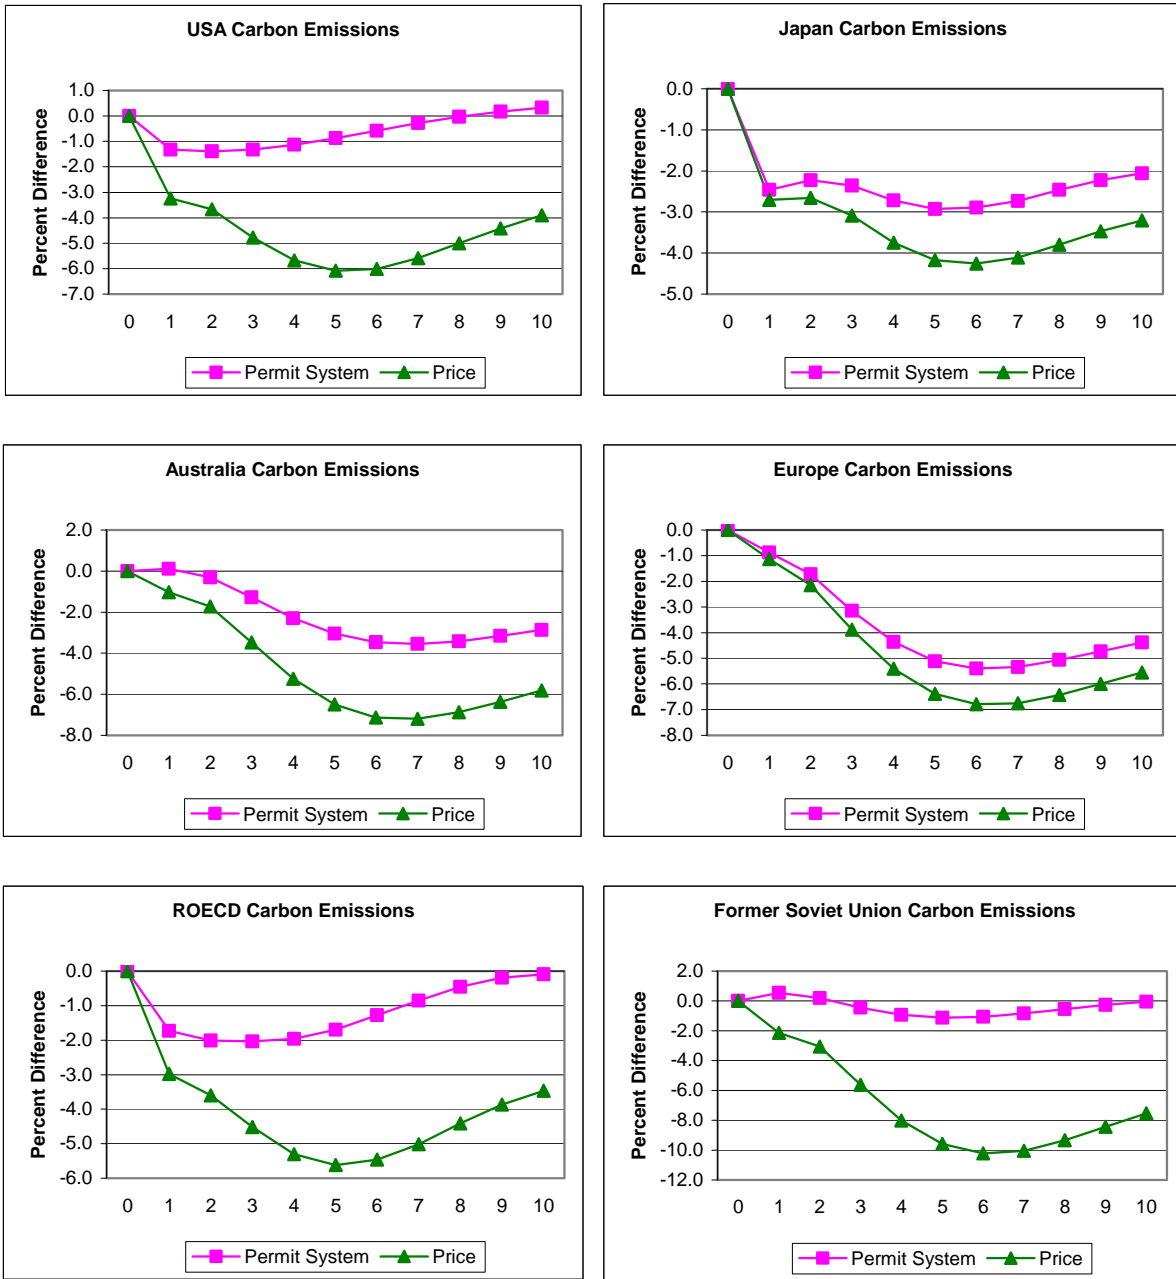 USA Carbon Emissions
Percent Difference
1.0
0.0
-1.0
-2.0
-3.0
-4.0
-5.0
-6.0
-7.0
0 1 2 3 4 5 6 7 8 9 10
Permit System Price
Japan Carbon Emissions
Percent Difference
0.0
-1.0
-2.0
-3.0
-4.0
-5.0
0 1 2 3 4 5 6 7 8 9 10
Permit System Price
Australia Carbon Emissions
Percent Difference
2.0
0.0
-2.0
-4.0
-6.0
-8.0
0 1 2 3 4 5 6 7 8 9 10
Permit System Price
Europe Carbon Emissions
Percent Difference
0.0
-1.0
-2.0
-3.0
-4.0
-5.0
-6.0
-7.0
-8.0
0 1 2 3 4 5 6 7 8 9 10
Permit System Price
ROECD Carbon Emissions
Percent Difference
0.0
-1.0
-2.0
-3.0
-4.0
-5.0
-6.0
0 1 2 3 4 5 6 7 8 9 10
Permit System Price
Former Soviet Union Carbon Emissions
Percent Difference
2.0
0.0
-2.0
-4.0
-6.0
-8.0
-10.0
-12.0
0 1 2 3 4 5 6 7 8 9 10
Permit System Price